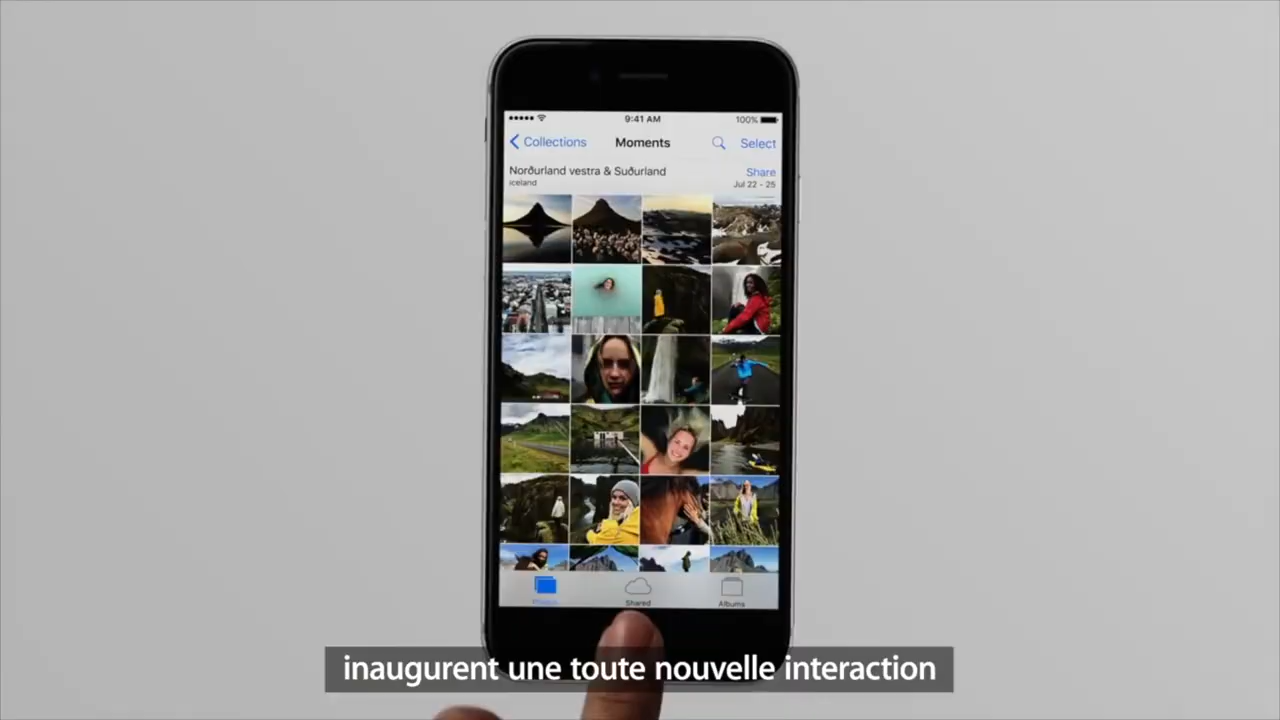 9:41 AM
100%
Collections
Moments
Select
Norðurland vestra & Suðurland
Share
Iceland
Jul 22 - 25
Photos
Shared
Albums
inaugurent une toute nouvelle interaction